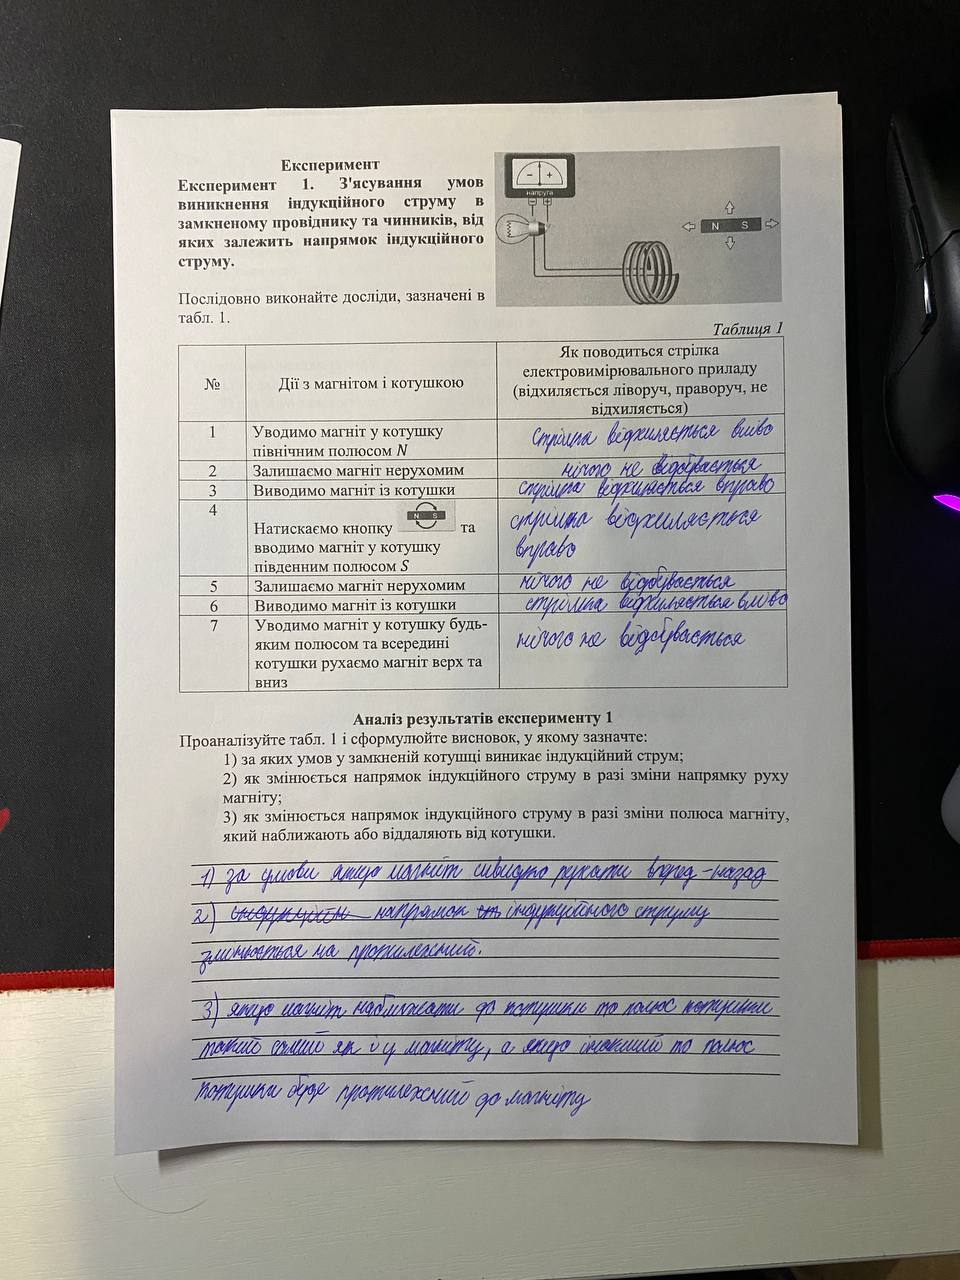 Експеримент
Експеримент 1. З'ясування умов
виникнення індукційного струму в
замкненому провіднику та чинників, від
яких залежить напрямок індукційного
струму.
Послідовно виконайте досліди, зазначені в
табл. 1.
− +
напруга
N S
Таблиця 1
№ Дії з магнітом і котушкою Як поводиться стрілка
електровимірювального приладу
(відхиляється ліворуч, праворуч, не
відхиляється)
1 Уводимо магніт у котушку
північним полюсом N
стрілка відхиляється вліво
2 Залишаємо магніт нерухомим нічого не відбувається
3 Виводимо магніт із котушки стрілка відхиляється вправо
4 Натискаємо кнопку N S та
вводимо магніт у котушку
південним полюсом S
стрілка відхиляється
вправо
5 Залишаємо магніт нерухомим нічого не відбувається
6 Виводимо магніт із котушки стрілка відхиляється вліво
7 Уводимо магніт у котушку будь-
яким полюсом та всередині
котушки рухаємо магніт верх та
вниз
нічого не відбувається
Аналіз результатів експерименту 1
Проаналізуйте табл. 1 і сформулюйте висновок, у якому зазначте:
1) за яких умов у замкненій котушці виникає індукційний струм;
2) як змінюється напрямок індукційного струму в разі зміни напрямку руху
магніту;
3) як змінюється напрямок індукційного струму в разі зміни полюса магніту,
який наближають або віддаляють від котушки.
1) за умови якщо магніт швидко рухати вперед-назад
2) напрямок індукційного струму
змінюється на протилежний.
3) якщо магніт наближати до котушки то полюс котушки
такий самий як і у магніту, а якщо інакший то полюс
котушки буде протилежний до магніту